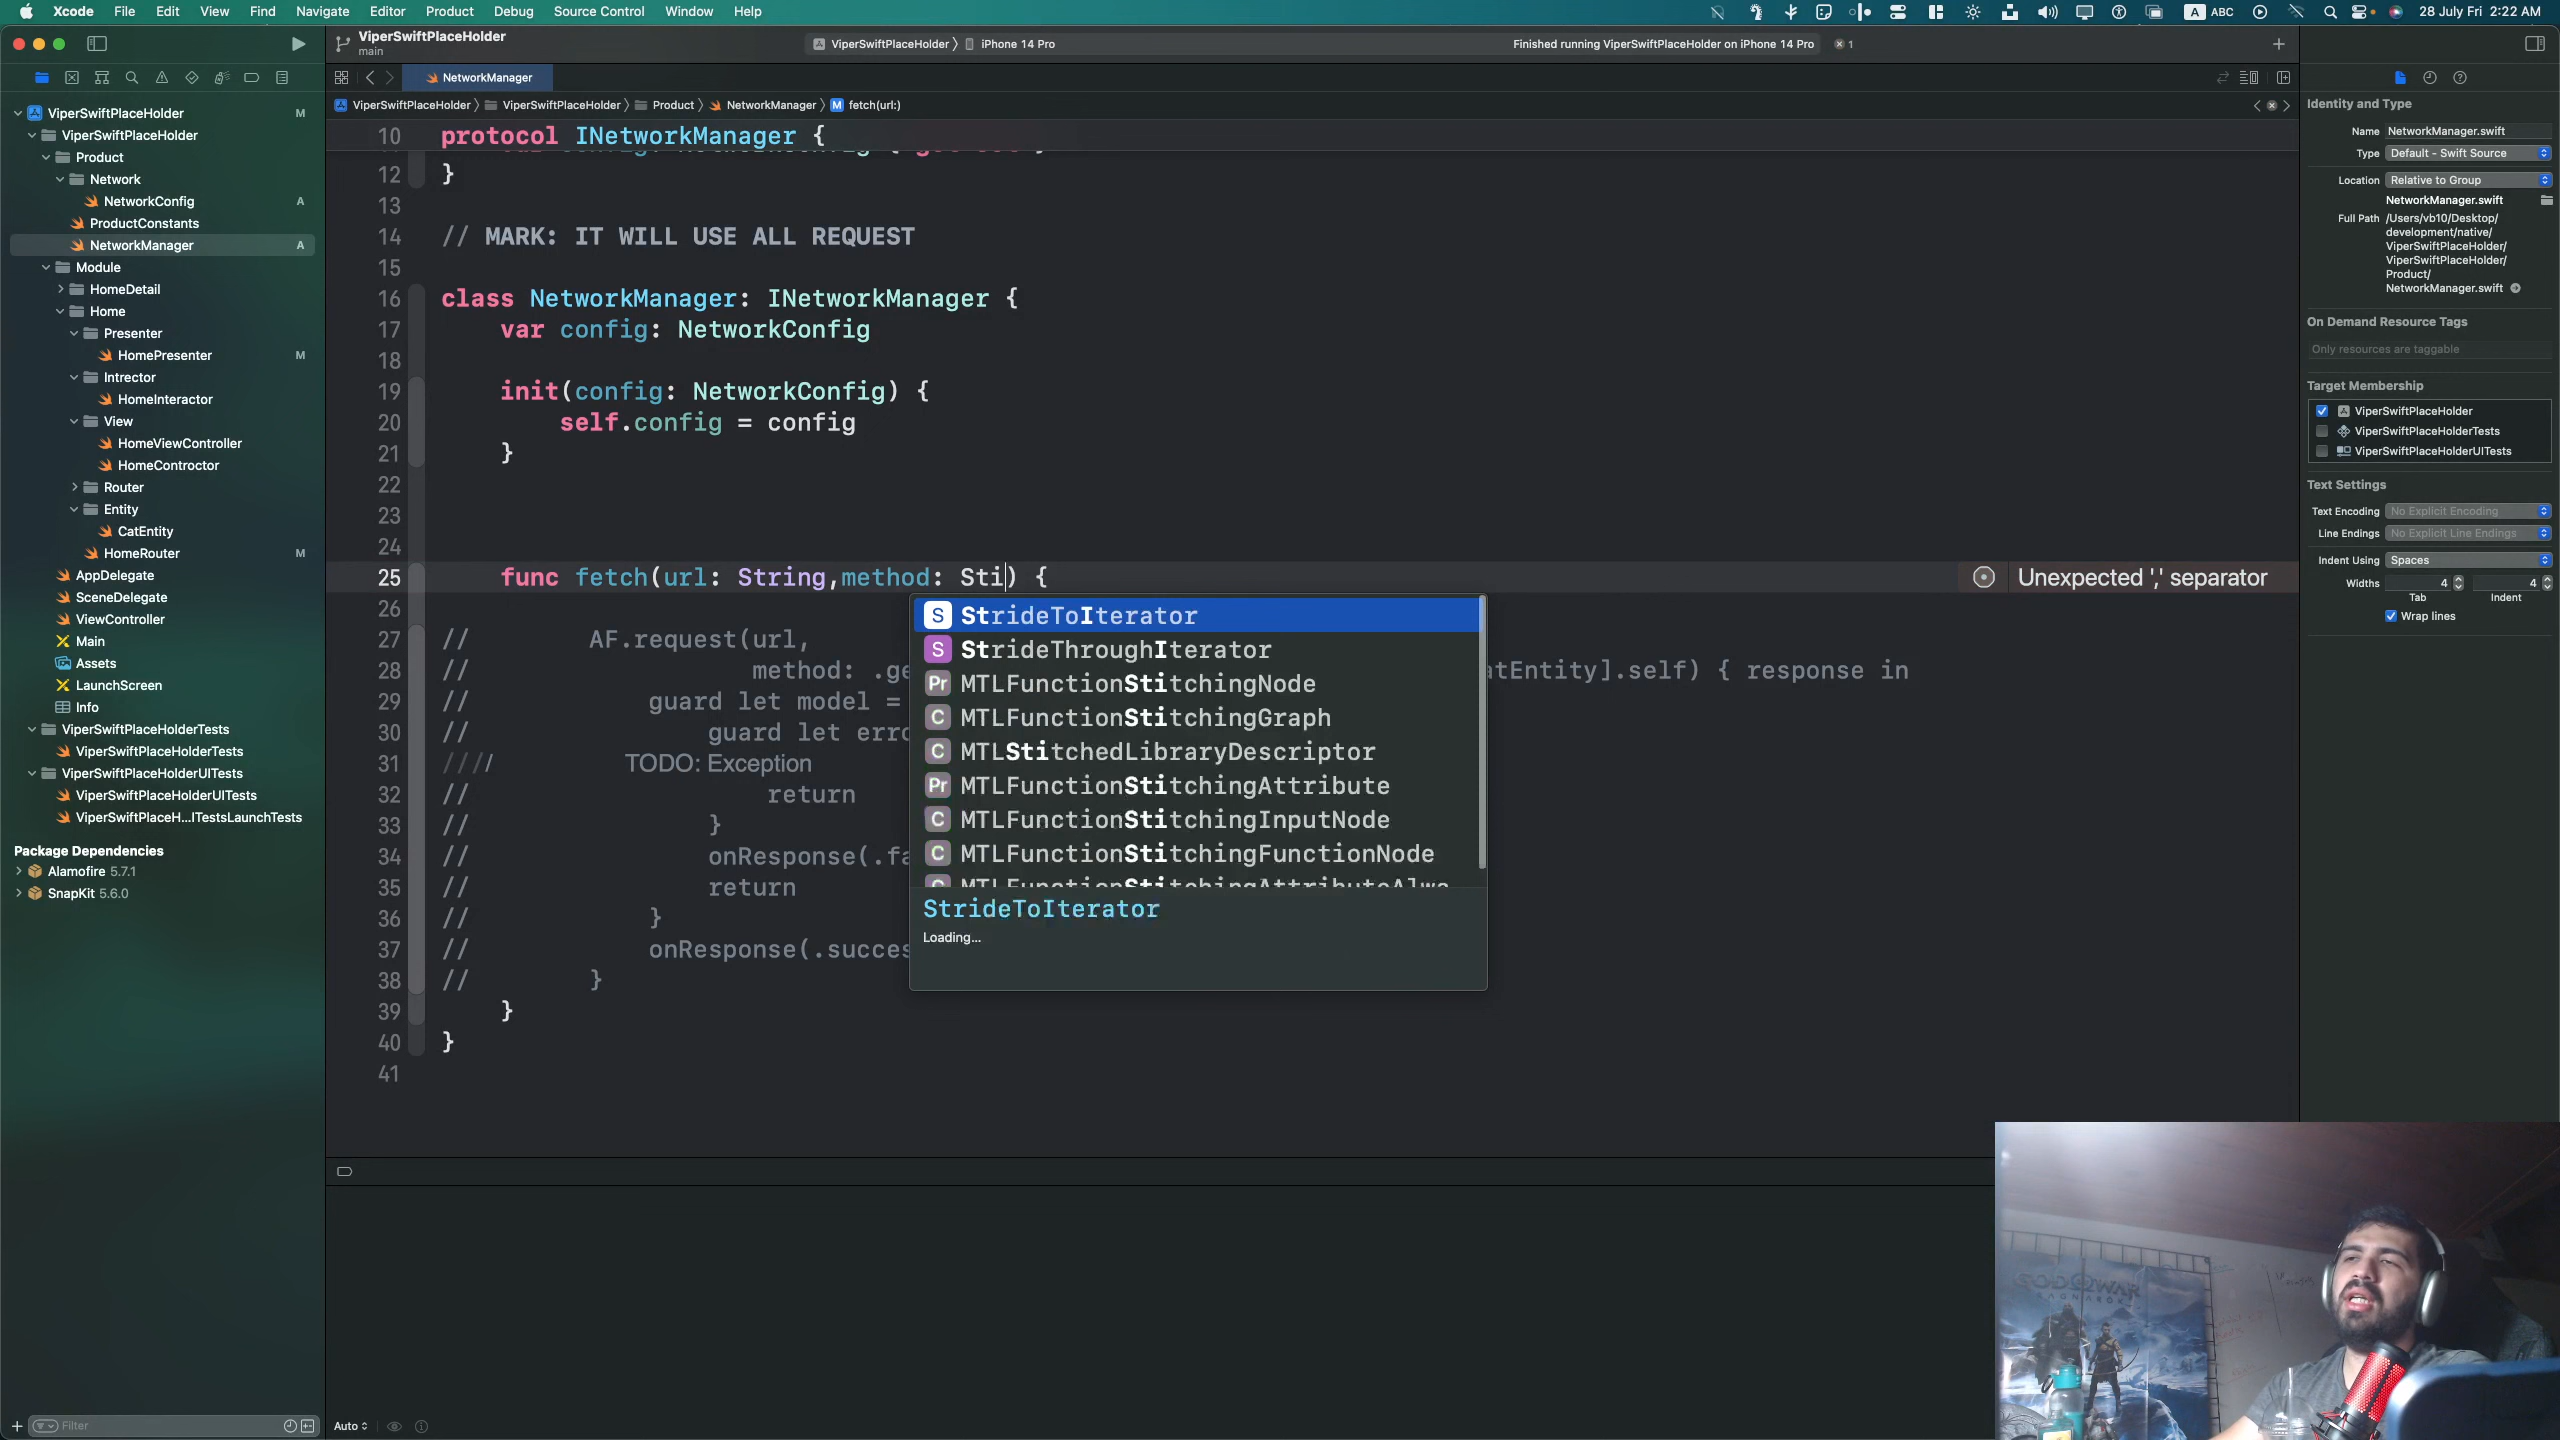 Xcode File Edit View Find Navigate Editor Product Debug Source Control Window Help
A ABC 28 July Fri 2:22 AM
ViperSwiftPlaceHolder
main
ViperSwiftPlaceHolder iPhone 14 Pro
Finished running ViperSwiftPlaceHolder on iPhone 14 Pro 1
NetworkManager
ViperSwiftPlaceHolder ViperSwiftPlaceHolder Product NetworkManager M fetch(url:)
ViperSwiftPlaceHolder M
ViperSwiftPlaceHolder
Product
Network
NetworkConfig A
ProductConstants
NetworkManager A
Module
HomeDetail
Home
Presenter
HomePresenter M
Intrector
HomeInteractor
View
HomeViewController
HomeControctor
Router
Entity
CatEntity
HomeRouter M
AppDelegate
SceneDelegate
ViewController
Main
Assets
LaunchScreen
Info
ViperSwiftPlaceHolderTests
ViperSwiftPlaceHolderTests
ViperSwiftPlaceHolderUITests
ViperSwiftPlaceHolderUITests
ViperSwiftPlaceH...ITestsLaunchTests
Package Dependencies
Alamofire 5.7.1
SnapKit 5.6.0
Filter
10 protocol INetworkManager {
12 }
13
14 // MARK: IT WILL USE ALL REQUEST
15
16 class NetworkManager: INetworkManager {
17 var config: NetworkConfig
18
19 init(config: NetworkConfig) {
20 self.config = config
21 }
22
23
24
25 func fetch(url: String,method: Sti) {
Unexpected ',' separator
26
27 // AF.request(url,
28 // method: .ge atEntity].self) { response in
29 // guard let model =
30 // guard let erro
31 //// TODO: Exception
32 // return
33 // }
34 // onResponse(.fa
35 // return
36 // }
37 // onResponse(.succes
38 // }
39 }
40 }
41
S StrideToIterator
S StrideThroughIterator
Pr MTLFunctionStitchingNode
C MTLFunctionStitchingGraph
C MTLStitchedLibraryDescriptor
Pr MTLFunctionStitchingAttribute
C MTLFunctionStitchingInputNode
C MTLFunctionStitchingFunctionNode
C MTLFunctionStitchingAttributeAlwa
StrideToIterator
Loading...
Auto
Identity and Type
Name NetworkManager.swift
Type Default - Swift Source
Location Relative to Group
NetworkManager.swift
Full Path /Users/vb10/Desktop/
development/native/
ViperSwiftPlaceHolder/
ViperSwiftPlaceHolder/
Product/
NetworkManager.swift
On Demand Resource Tags
Only resources are taggable
Target Membership
ViperSwiftPlaceHolder
ViperSwiftPlaceHolderTests
ViperSwiftPlaceHolderUITests
Text Settings
Text Encoding No Explicit Encoding
Line Endings No Explicit Line Endings
Indent Using Spaces
Widths 4 4
Tab Indent
Wrap lines
GOD OF WAR
RAGNARÖK